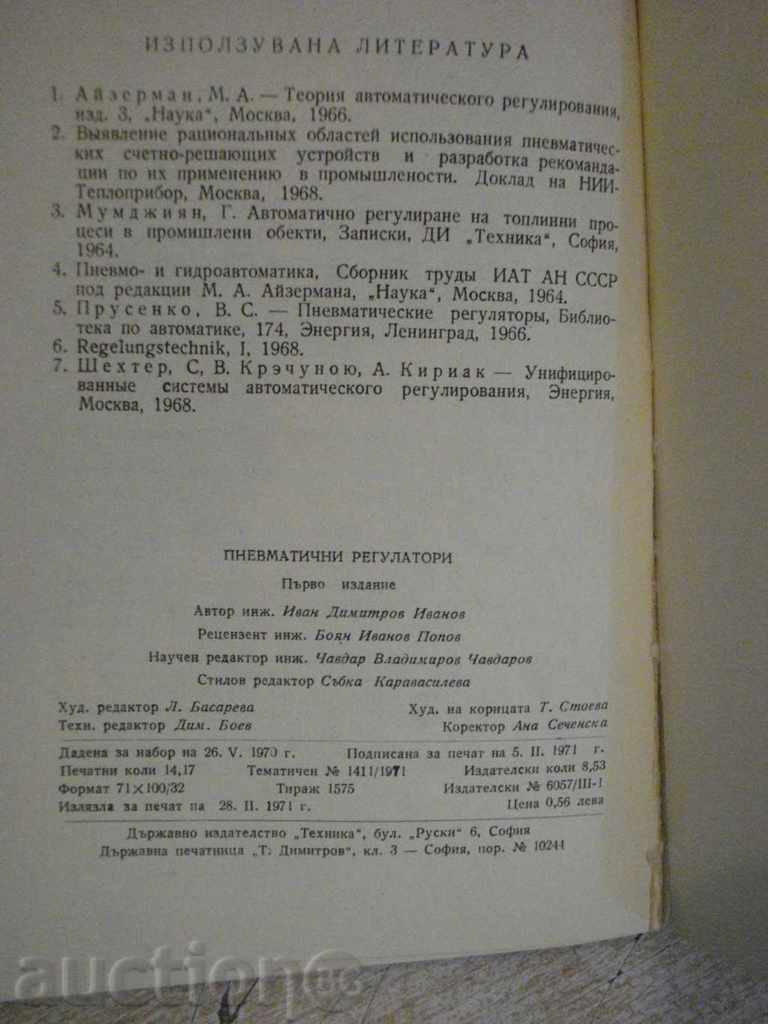 ИЗПОЛЗУВАНА ЛИТЕРАТУРА
1. Айзерман, М. А. — Теория автоматического регулирования,
изд. 3, „Наука“, Москва, 1966.
2. Выявление рациональных областей использования пневматичес-
ких счетно-решающих устройств и разработка рекоманда-
ции по их применению в промышлености. Доклад на НИИ-
Теплоприбор, Москва, 1968.
3. Мумджиян, Г. Автоматично регулиране на топлинни про-
цеси в промишлени обекти, Записки, ДИ „Техника“, София,
1964.
4. Пневмо- и гидроавтоматика, Сборник труды ИАТ АН СССР
под редакции М. А. Айзермана, „Наука“, Москва, 1964.
5. Прусенко, В. С. — Пневматические регуляторы, Библио-
тека по автоматике, 174, Энергия, Ленинград, 1966.
6. Regelungstechnik, I, 1968.
7. Шехтер, С, В. Крэчуною, А. Кириак — Унифициро-
ванные системы автоматического регулирования, Энергия,
Москва, 1968.
ПНЕВМАТИЧНИ РЕГУЛАТОРИ
Първо издание
Автор инж. Иван Димитров Иванов
Рецензент инж. Боян Иванов Попов
Научен редактор инж. Чавдар Владимиров Чавдаров
Стилов редактор Събка Каравасилева
Худ. редактор Л. Басарева Худ. на корицата Т. Стоева
Техн. редактор Дим. Боев Коректор Ана Сеченска
Дадена за набор на 26. V. 1970 г. Подписана за печат на 5. II. 1971 г.
Печатни коли 14,17 Тематичен № 1411/1971 Издателски коли 8,53
Формат 71×100/32 Тираж 1575 Издателски № 6057/III-1
Излязла за печат на 28. II. 1971 г. Цена 0,56 лева
Държавно издателство „Техника“, бул. „Руски“ 6, София
Държавна печатница „Т. Димитров“, кл. 3 — София, пор. № 10244